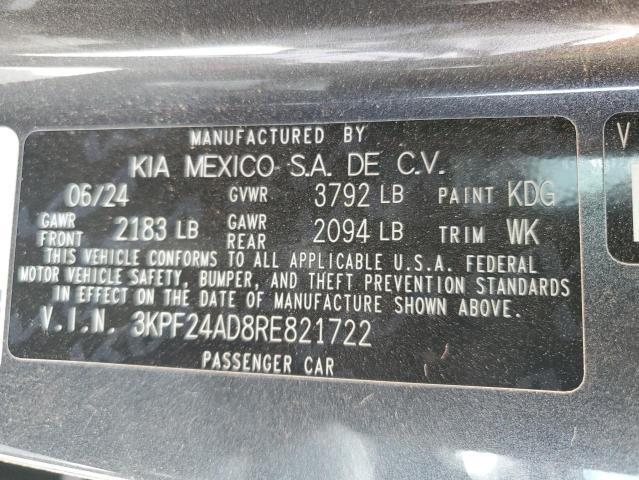 MANUFACTURED BY
KIA MEXICO S.A. DE C.V.
06/24 GVWR 3792 LB PAINT KDG
GAWR FRONT 2183 LB GAWR REAR 2094 LB TRIM WK
THIS VEHICLE CONFORMS TO ALL APPLICABLE U.S.A. FEDERAL
MOTOR VEHICLE SAFETY, BUMPER, AND THEFT PREVENTION STANDARDS
IN EFFECT ON THE DATE OF MANUFACTURE SHOWN ABOVE.
V.I.N. 3KPF24AD8RE821722
PASSENGER CAR
V